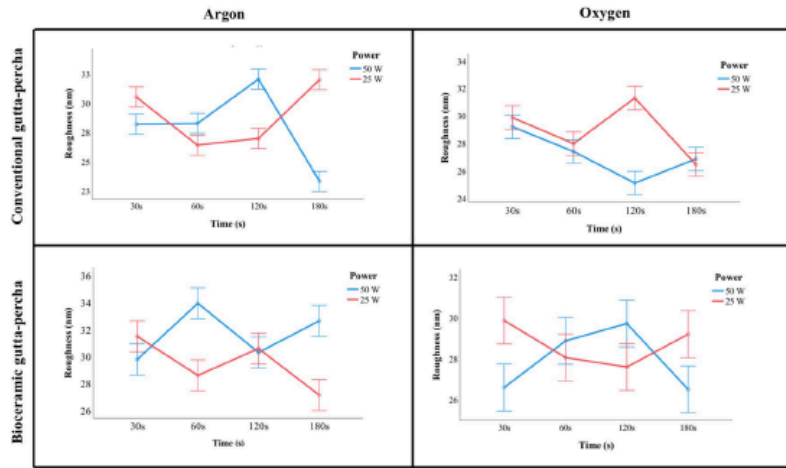 Argon
Oxygen
Conventional gutta-percha
Roughness (nm)
33
30
28
25
23
30s
60s
120s
180s
Time (s)
Power
50 W
25 W
Roughness (nm)
34
32
30
28
26
24
30s
60s
120s
180s
Time (s)
Power
50 W
25 W
Bioceramic gutta-percha
Roughness (nm)
36
34
32
30
28
26
30s
60s
120s
180s
Time (s)
Power
50 W
25 W
Roughness (nm)
32
30
28
26
30s
60s
120s
180s
Time (s)
Power
50 W
25 W